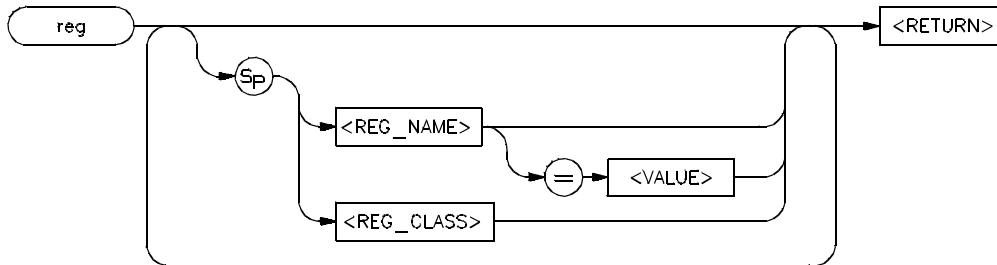 reg
<RETURN>
Sp
<REG_NAME>
=
<VALUE>
<REG_CLASS>